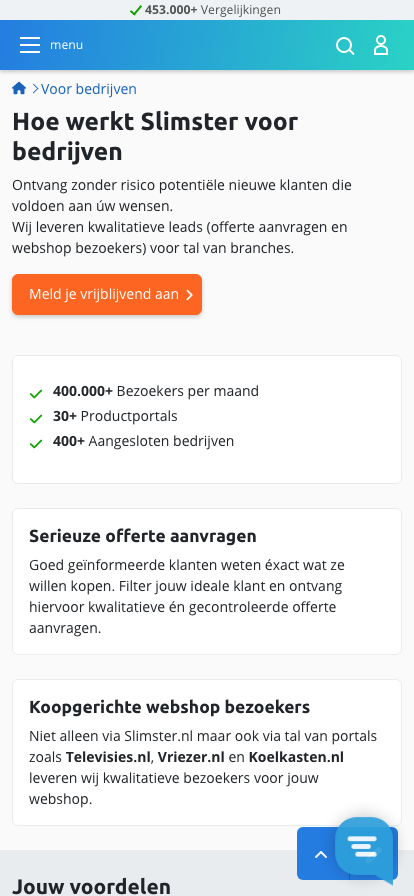 453.000+ Vergelijkingen
menu
Voor bedrijven
Hoe werkt Slimster voor
bedrijven
Ontvang zonder risico potentiële nieuwe klanten die
voldoen aan úw wensen.
Wij leveren kwalitatieve leads (offerte aanvragen en
webshop bezoekers) voor tal van branches.
Meld je vrijblijvend aan
400.000+ Bezoekers per maand
30+ Productportals
400+ Aangesloten bedrijven
Serieuze offerte aanvragen
Goed geïnformeerde klanten weten éxact wat ze
willen kopen. Filter jouw ideale klant en ontvang
hiervoor kwalitatieve én gecontroleerde offerte
aanvragen.
Koopgerichte webshop bezoekers
Niet alleen via Slimster.nl maar ook via tal van portals
zoals Televisies.nl, Vriezer.nl en Koelkasten.nl
leveren wij kwalitatieve bezoekers voor jouw
webshop.
Jouw voordelen